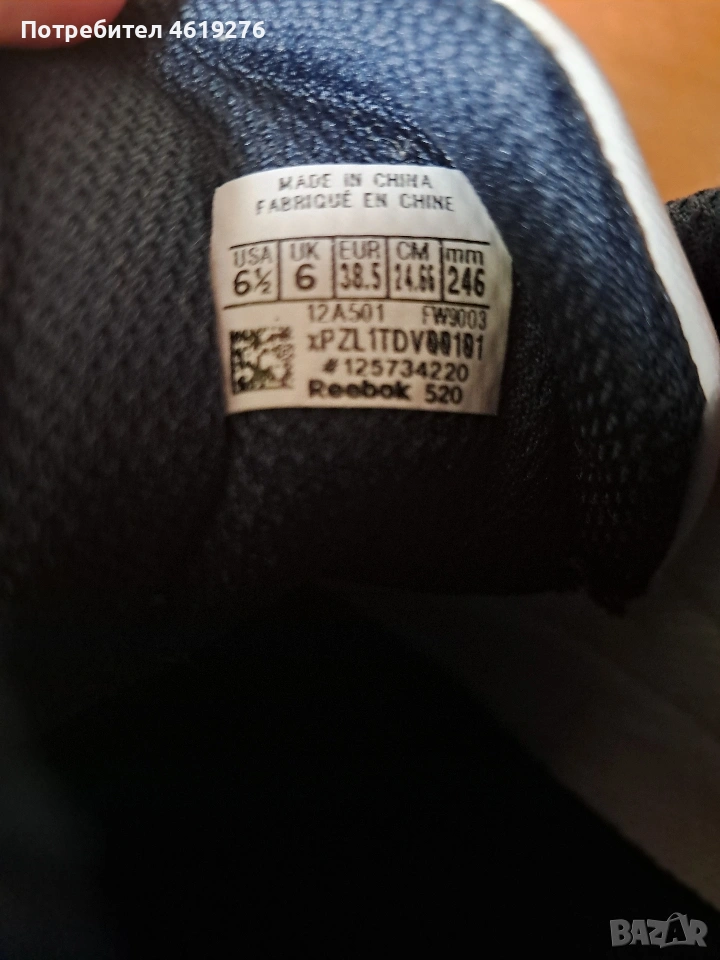 Потребител 4619276
MADE IN CHINA
FABRIQUÉ EN CHINE
USA UK EUR CM mm
6½ 6 38.5 24.66 246
12A501 FW9003
xPZL1TDV00101
#125734220
Reebok 520
BAZAR